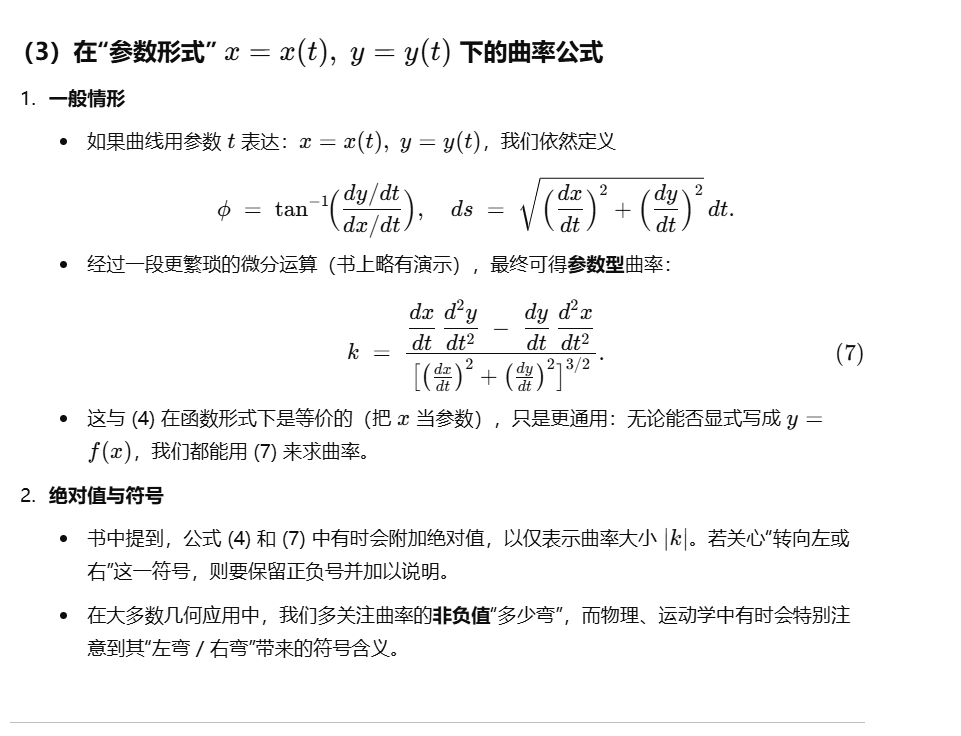 （3）在“参数形式” x = x(t), y = y(t) 下的曲率公式
1. 一般情形
• 如果曲线用参数 t 表达：x = x(t), y = y(t)，我们依然定义
ϕ = tan⁻¹((dy/dt)/(dx/dt)), ds = √((dx/dt)² + (dy/dt)²) dt.
• 经过一段更繁琐的微分运算（书上略有演示），最终可得参数型曲率：
k = (dx/dt d²y/dt² − dy/dt d²x/dt²) / [(dx/dt)² + (dy/dt)²]^{3/2}. (7)
• 这与 (4) 在函数形式下是等价的（把 x 当参数），只是更通用：无论能否显式写成 y =
f(x)，我们都能用 (7) 来求曲率。
2. 绝对值与符号
• 书中提到，公式 (4) 和 (7) 中有时会附加绝对值，以仅表示曲率大小 |k|。若关心“转向左或
右”这一符号，则要保留正负号并加以说明。
• 在大多数几何应用中，我们多关注曲率的非负值“多少弯”，而物理、运动学中有时会特别注
意到其“左弯 / 右弯”带来的符号含义。